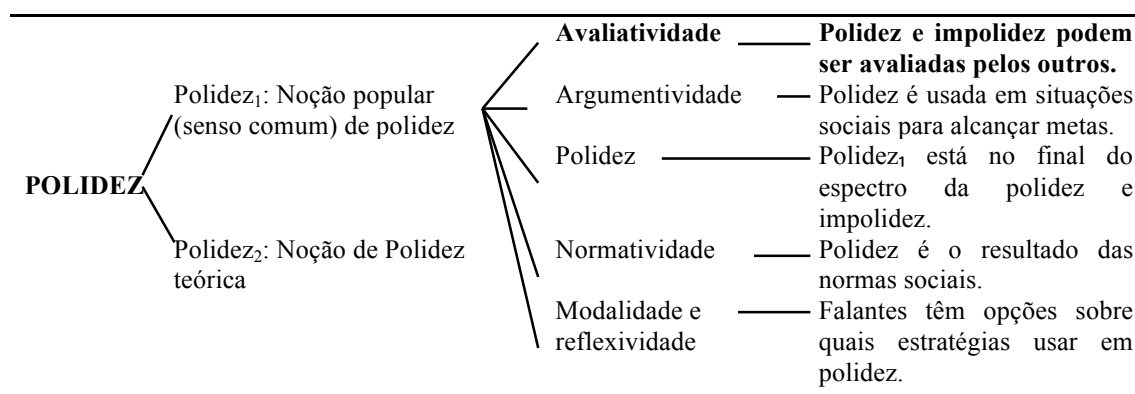 Avaliatividade
Polidez e impolidez podem
ser avaliadas pelos outros.
Polidez₁: Noção popular
(senso comum) de polidez
Argumentividade
Polidez é usada em situações
sociais para alcançar metas.
Polidez
Polidez₁ está no final do
espectro da polidez e
impolidez.
POLIDEZ
Polidez₂: Noção de Polidez
teórica
Normatividade
Polidez é o resultado das
normas sociais.
Modalidade e
reflexividade
Falantes têm opções sobre
quais estratégias usar em
polidez.